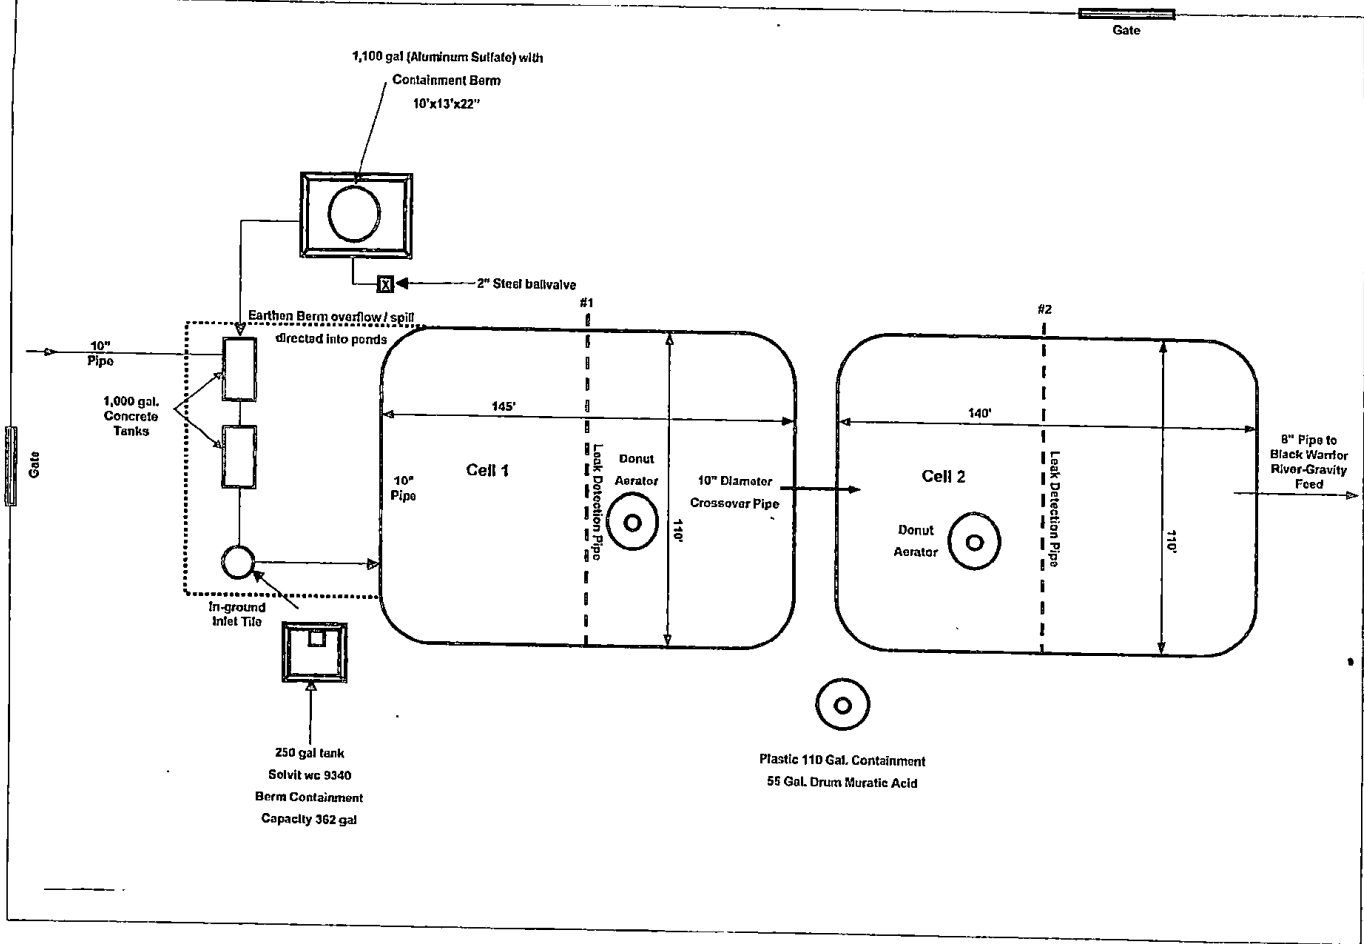 Gate
1,100 gal (Aluminum Sulfate) with
Containment Berm
10'x13'x22"
2" Steel ballvalve
Earthen Berm overflow / spill
directed into ponds
10"
Pipe
1,000 gal.
Concrete
Tanks
Gate
In-ground
Inlet Tile
250 gal tank
Solvit wc 9340
Berm Containment
Capacity 362 gal
#1
145'
Cell 1
10"
Pipe
Leak Detection Pipe
Donut
Aerator
110'
10" Diameter
Crossover Pipe
#2
140'
Cell 2
Donut
Aerator
Leak Detection Pipe
110'
8" Pipe to
Black Warrior
River-Gravity
Feed
Plastic 110 Gal. Containment
55 Gal. Drum Muratic Acid
X